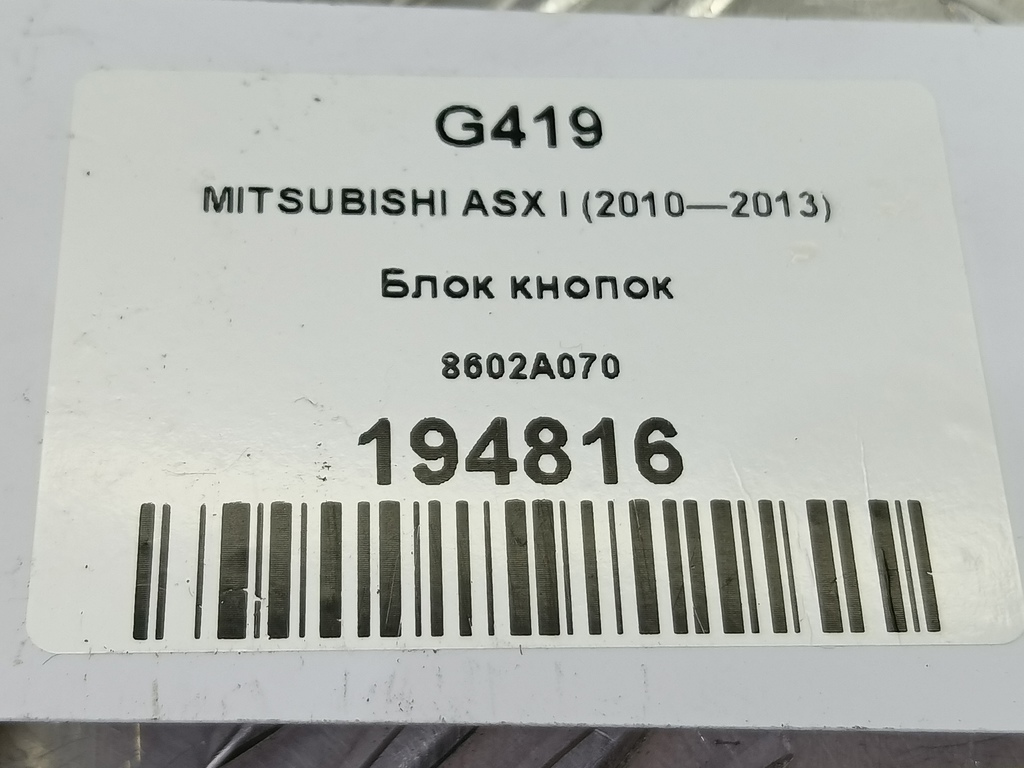 G419
MITSUBISHI ASX I (2010—2013)
Блок кнопок
8602A070
194816